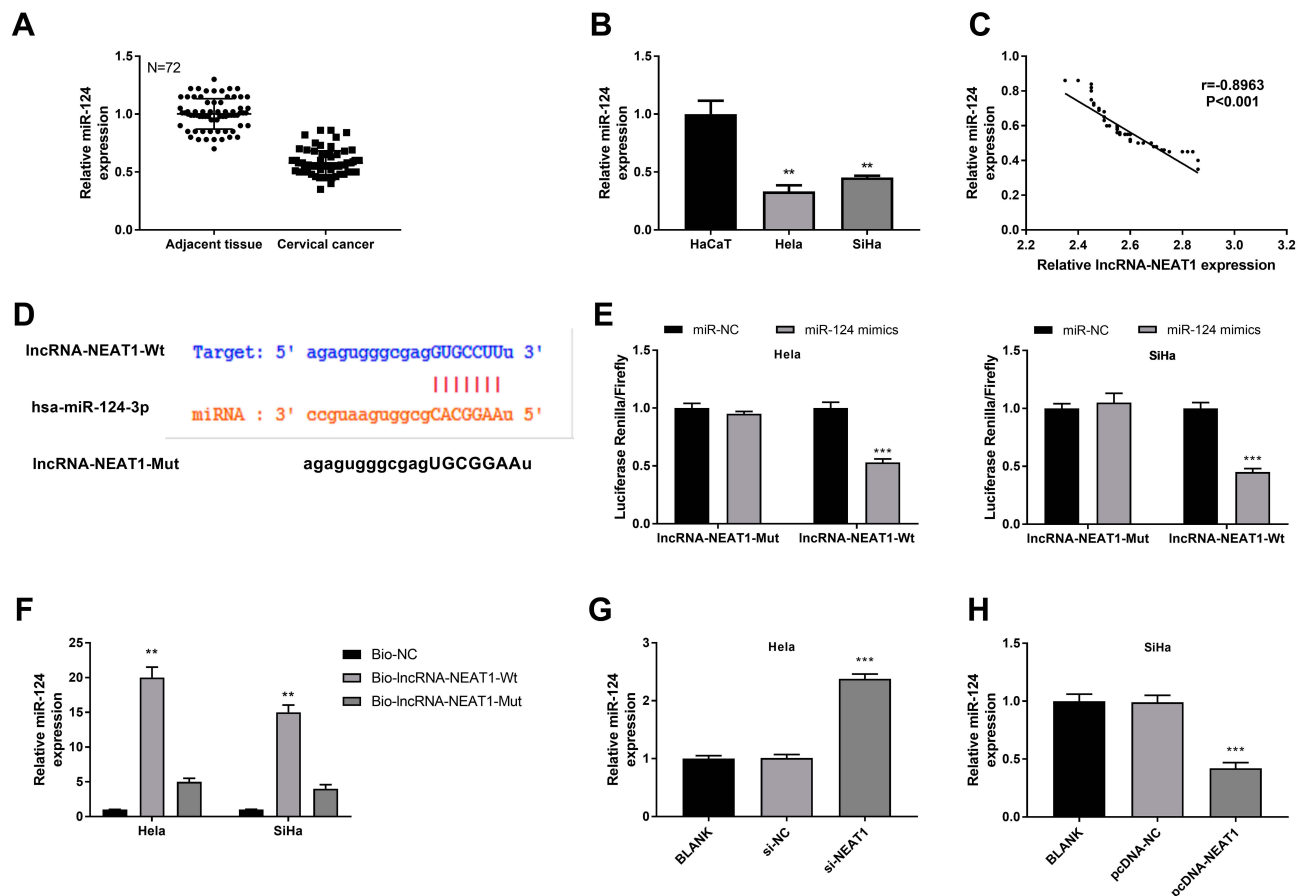 A
Relative miR-124
expression
1.5
1.0
0.5
0.0
N=72
Adjacent tissue
Cervical cancer
B
Relative miR-124
expression
1.5
1.0
0.5
0.0
**
**
HaCaT
Hela
SiHa
C
Relative miR-124
expression
1.0
0.8
0.6
0.4
0.2
0.0
r=-0.8963
P<0.001
2.2
2.4
2.6
2.8
3.0
3.2
Relative lncRNA-NEAT1 expression
D
lncRNA-NEAT1-Wt
Target: 5' agagugggcgagGUGCCUUu 3'
|||||||
hsa-miR-124-3p
miRNA : 3' ccguaaguggcgCACGGAAu 5'
lncRNA-NEAT1-Mut
agagugggcgagUGCGGAAu
E
miR-NC
miR-124 mimics
Hela
Luciferase Renilla/Firefly
1.5
1.0
0.5
0.0
***
lncRNA-NEAT1-Mut
lncRNA-NEAT1-Wt
miR-NC
miR-124 mimics
SiHa
Luciferase Renilla/Firefly
1.5
1.0
0.5
0.0
***
lncRNA-NEAT1-Mut
lncRNA-NEAT1-Wt
F
Relative miR-124
expression
25
20
15
10
5
0
**
**
Hela
SiHa
Bio-NC
Bio-lncRNA-NEAT1-Wt
Bio-lncRNA-NEAT1-Mut
G
Hela
Relative miR-124
expression
3
2
1
0
***
BLANK
si-NC
si-NEAT1
H
SiHa
Relative miR-124
expression
1.5
1.0
0.5
0.0
***
BLANK
pcDNA-NC
pcDNA-NEAT1